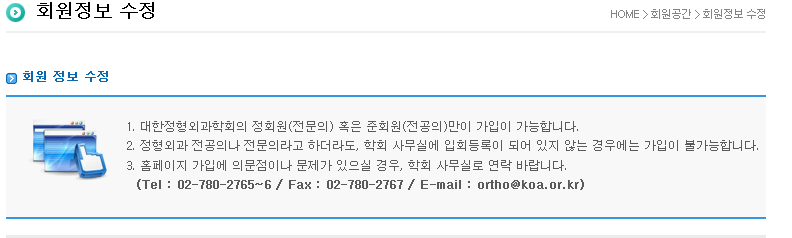 회원정보 수정
HOME > 회원공간 > 회원정보 수정
회원 정보 수정
1. 대한정형외과학회의 정회원(전문의) 혹은 준회원(전공의)만이 가입이 가능합니다.
2. 정형외과 전공의나 전문의라고 하더라도, 학회 사무실에 입회등록이 되어 있지 않는 경우에는 가입이 불가능합니다.
3. 홈페이지 가입에 의문점이나 문제가 있으실 경우, 학회 사무실로 연락 바랍니다.
(Tel : 02-780-2765~6 / Fax : 02-780-2767 / E-mail : ortho@koa.or.kr)